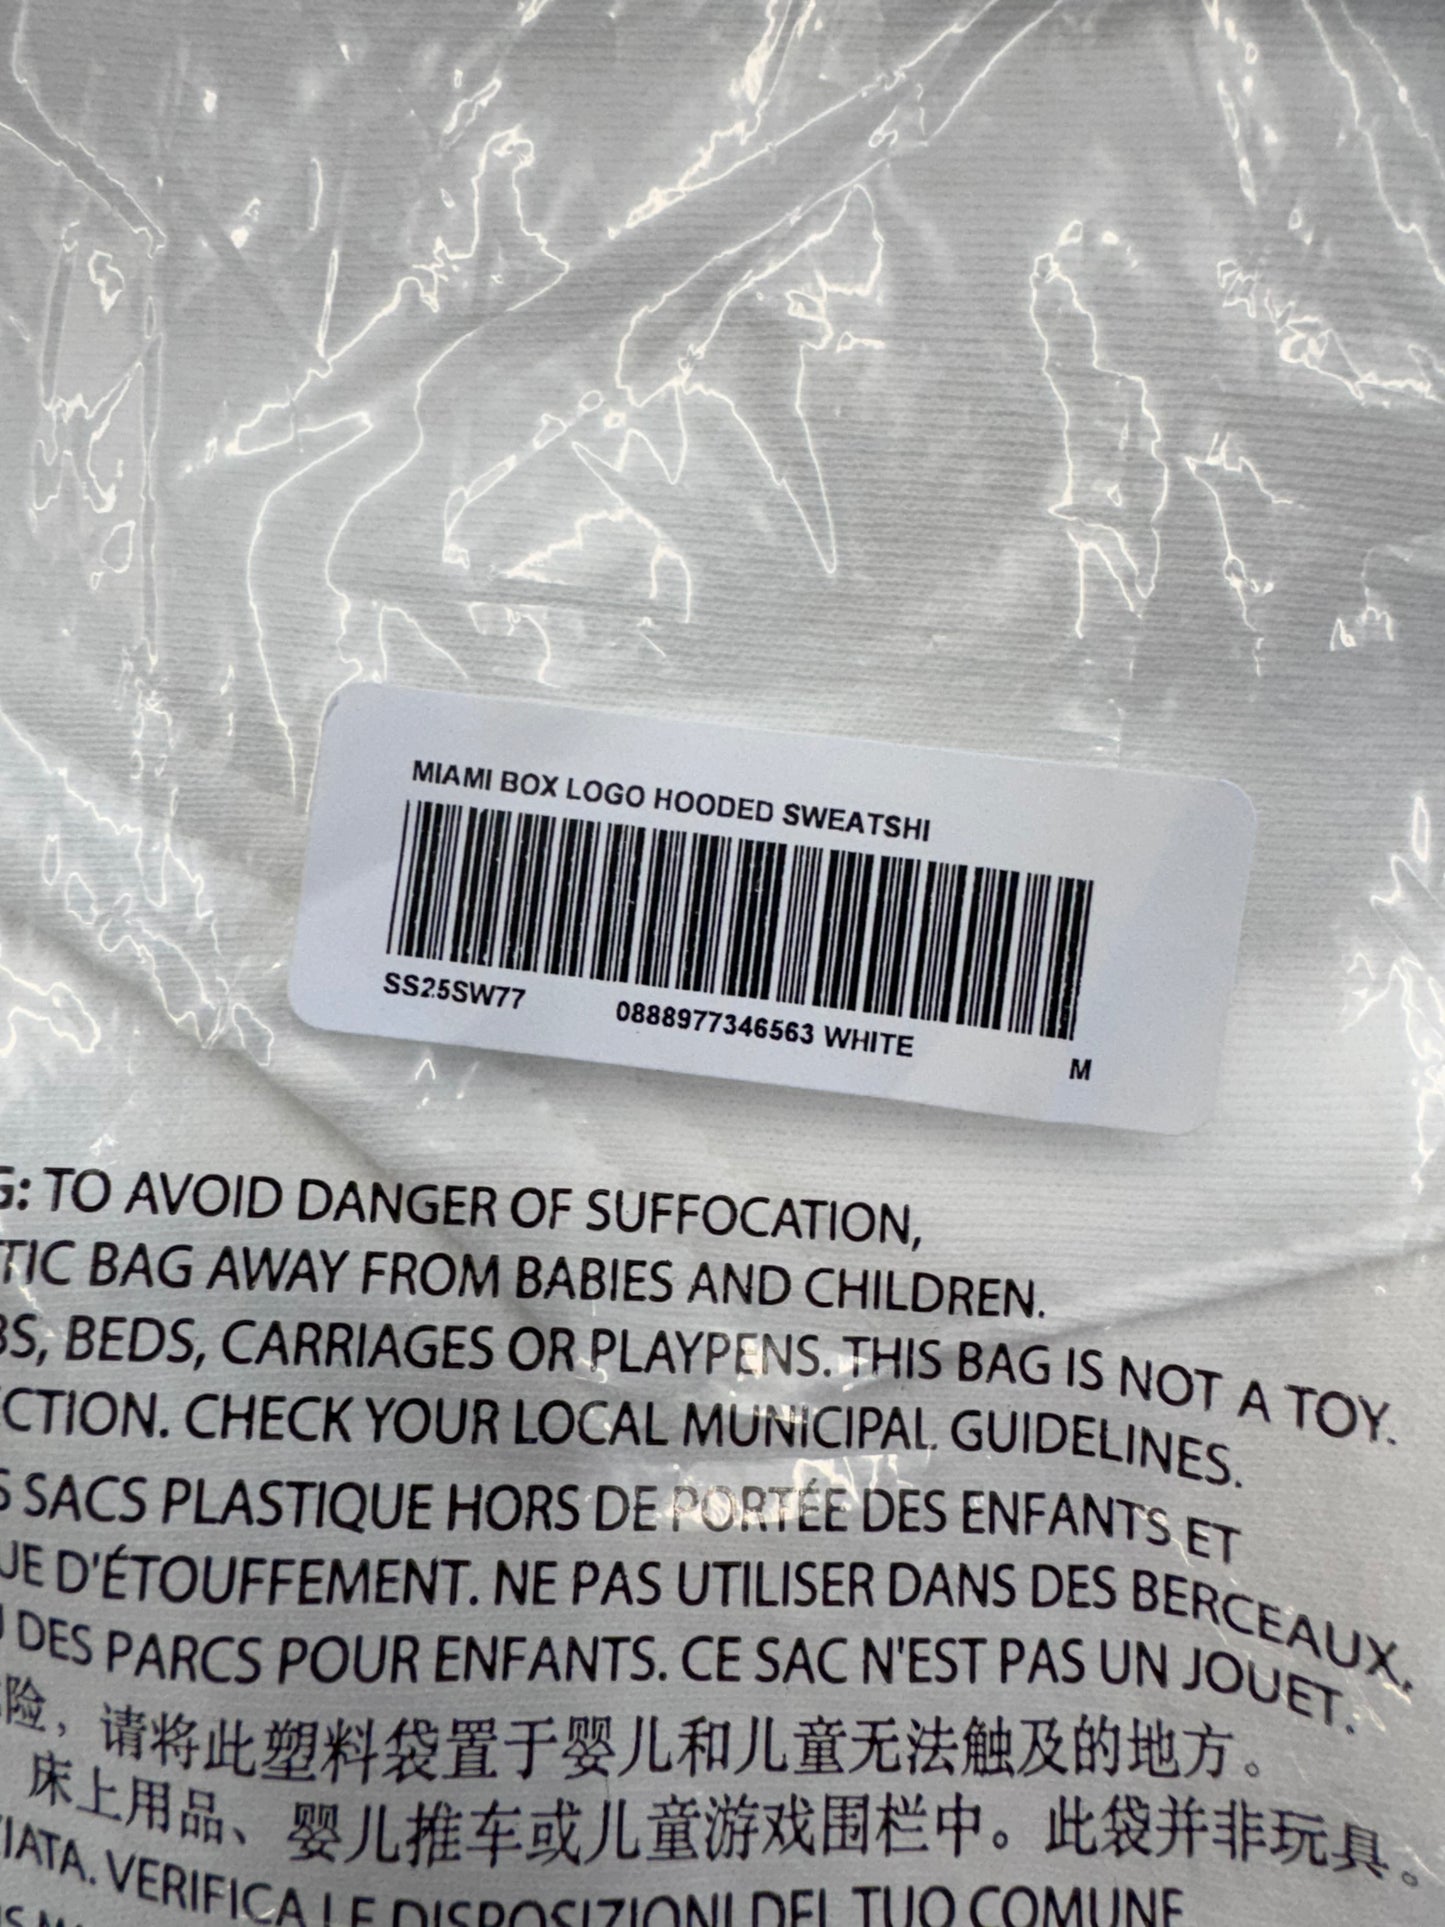 MIAMI BOX LOGO HOODED SWEATSHI
SS25SW77 0888977346563 WHITE M
G: TO AVOID DANGER OF SUFFOCATION,
TIC BAG AWAY FROM BABIES AND CHILDREN.
BS, BEDS, CARRIAGES OR PLAYPENS. THIS BAG IS NOT A TOY.
CTION. CHECK YOUR LOCAL MUNICIPAL GUIDELINES.
S SACS PLASTIQUE HORS DE PORTÉE DES ENFANTS ET
UE D'ÉTOUFFEMENT. NE PAS UTILISER DANS DES BERCEAUX,
DES PARCS POUR ENFANTS. CE SAC N'EST PAS UN JOUET.
险，请将此塑料袋置于婴儿和儿童无法触及的地方。
床上用品、婴儿推车或儿童游戏围栏中。此袋并非玩具。
ZIATA. VERIFICA LE DISPOSIZIONI DEL TUO COMUNE